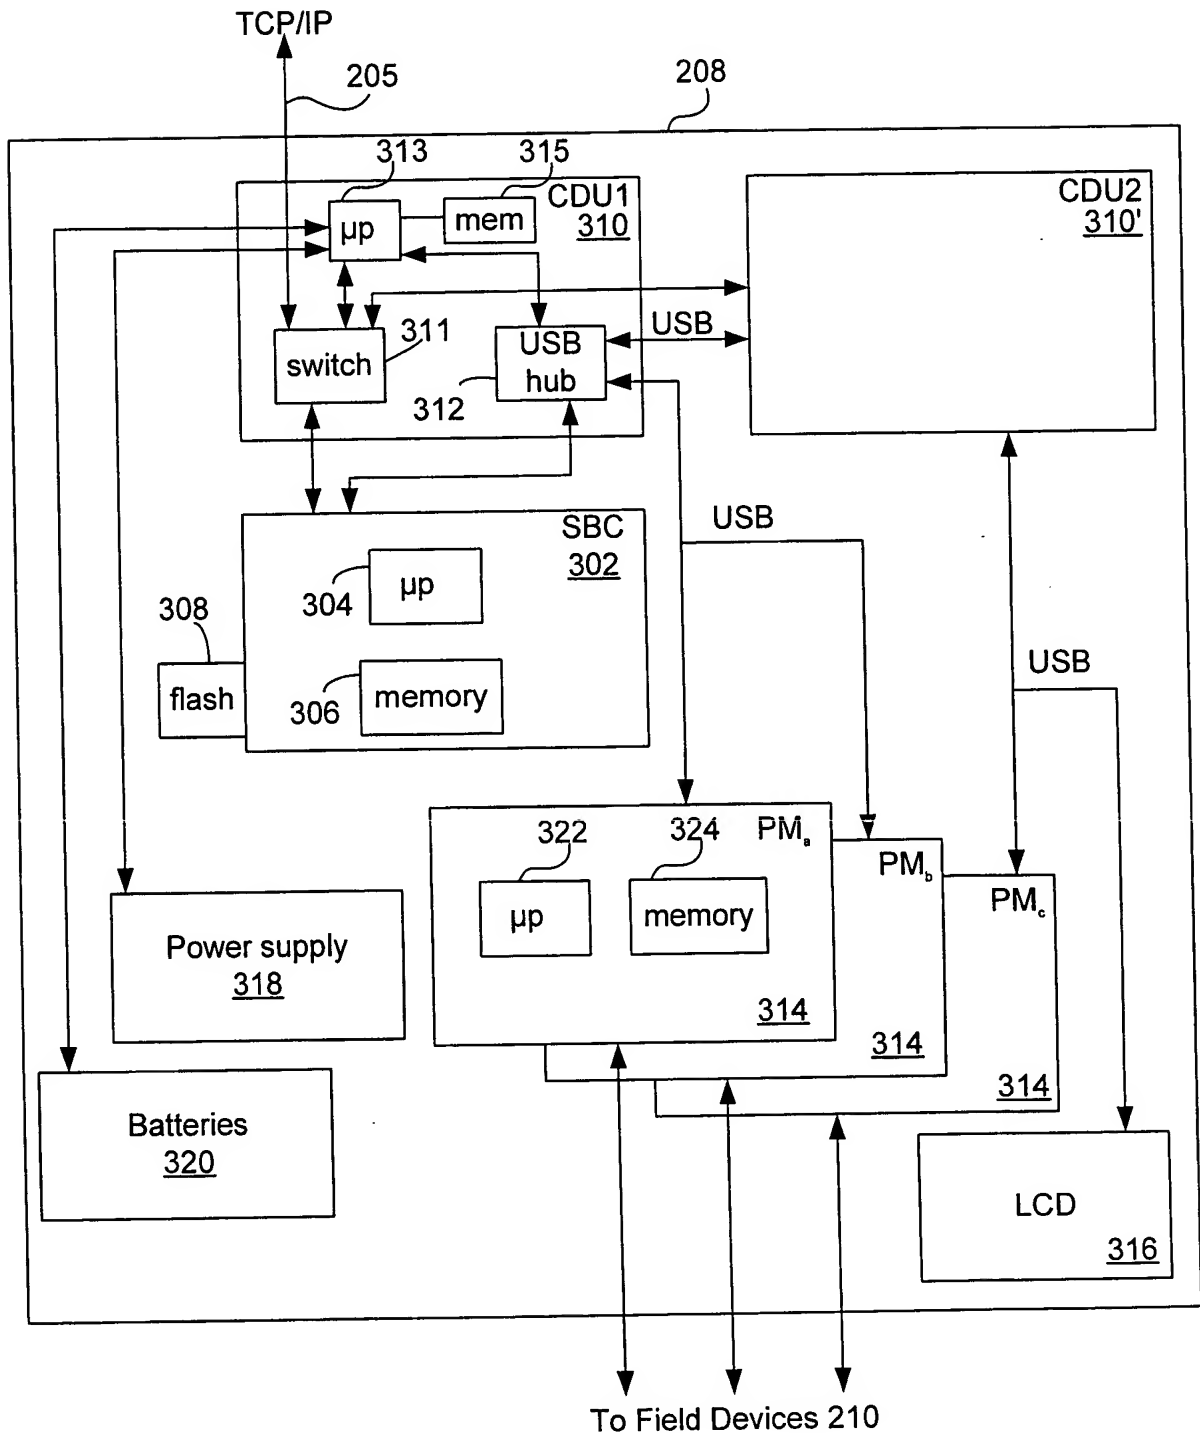 TCP/IP
205
208
313
315
CDU1
310
µp
mem
CDU2
310'
switch
311
USB
hub
312
USB
SBC
302
USB
304
µp
308
flash
306
memory
USB
322
324
PMa
µp
memory
314
PMb
314
PMc
314
Power supply
318
Batteries
320
LCD
316
To Field Devices 210